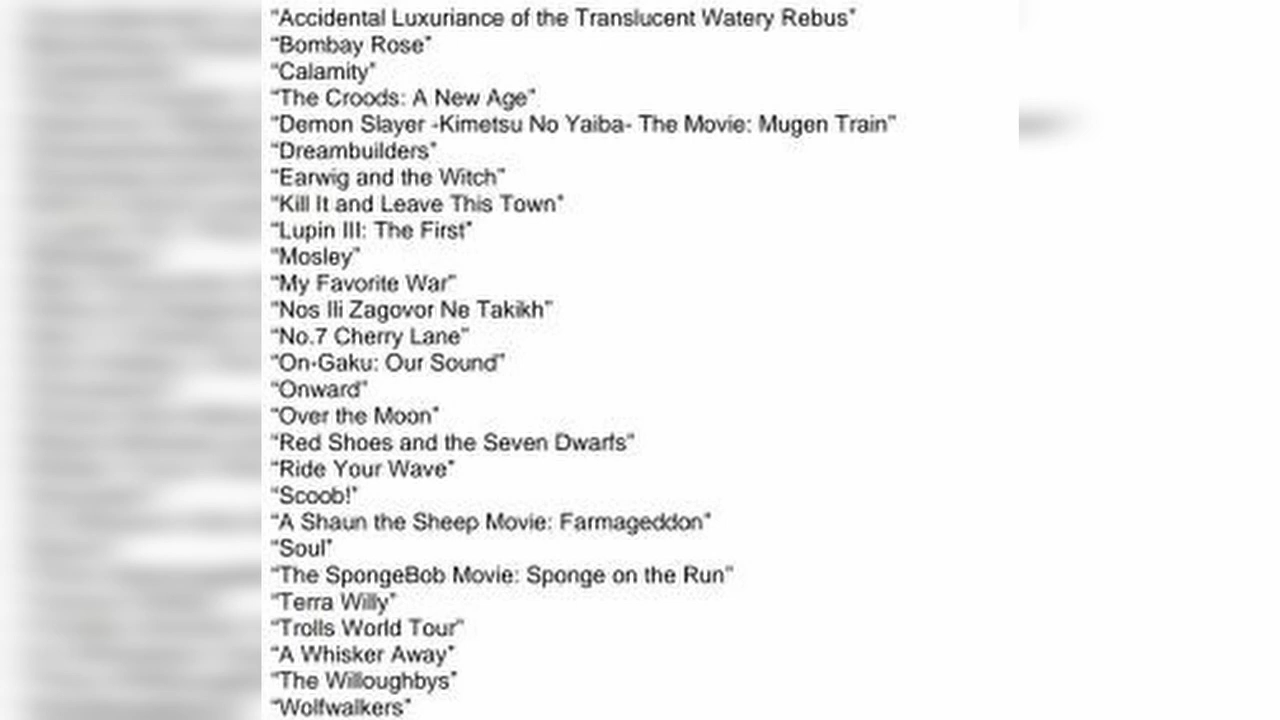 “Accidental Luxuriance of the Translucent Watery Rebus”
“Bombay Rose”
“Calamity”
“The Croods: A New Age”
“Demon Slayer -Kimetsu No Yaiba- The Movie: Mugen Train”
“Dreambuilders”
“Earwig and the Witch”
“Kill It and Leave This Town”
“Lupin III: The First”
“Mosley”
“My Favorite War”
“Nos Ili Zagovor Ne Takikh”
“No.7 Cherry Lane”
“On-Gaku: Our Sound”
“Onward”
“Over the Moon”
“Red Shoes and the Seven Dwarfs”
“Ride Your Wave”
“Scoob!”
“A Shaun the Sheep Movie: Farmageddon”
“Soul”
“The SpongeBob Movie: Sponge on the Run”
“Terra Willy”
“Trolls World Tour”
“A Whisker Away”
“The Willoughbys”
“Wolfwalkers”